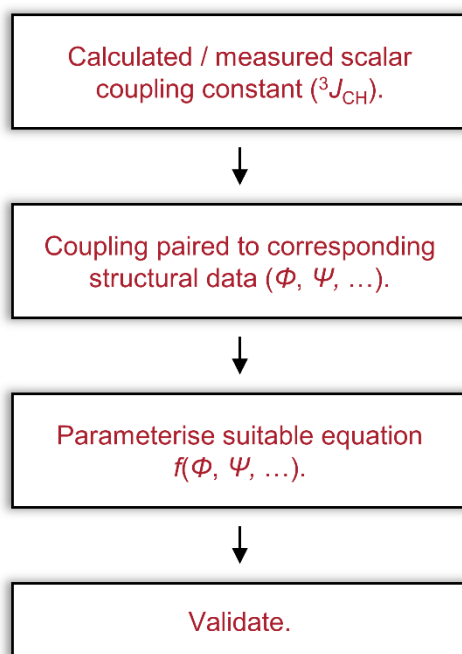 Calculated / measured scalar
coupling constant (³J_CH).
Coupling paired to corresponding
structural data (Φ, Ψ, ...).
Parameterise suitable equation
f(Φ, Ψ, ...).
Validate.